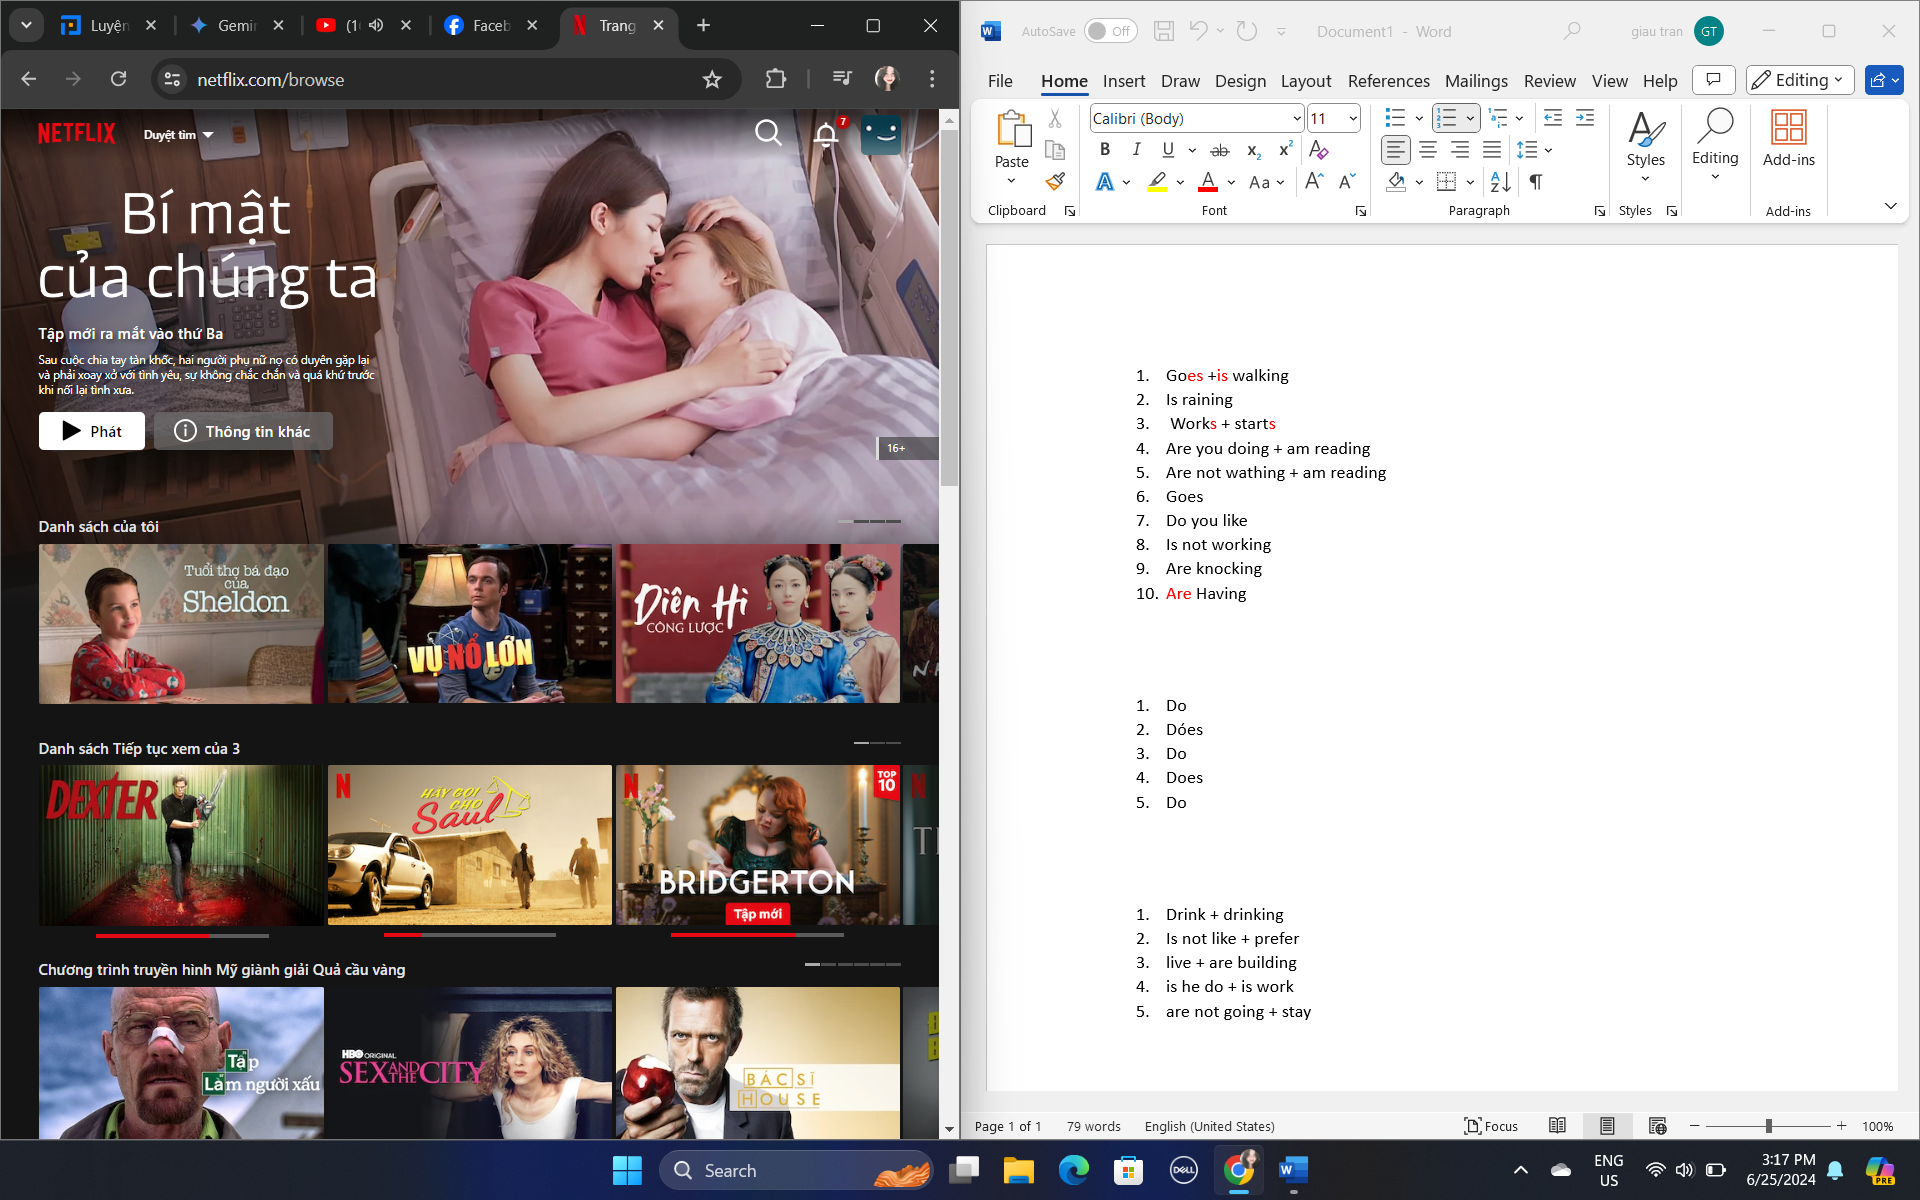 Luyện
Gemin
(1
Faceb
Trang
netflix.com/browse
NETFLIX
Duyệt tìm
7
Bí mật
của chúng ta
Tập mới ra mắt vào thứ Ba
Sau cuộc chia tay tàn khốc, hai người phụ nữ nọ có duyên gặp lại
và phải xoay xở với tình yêu, sự không chắc chắn và quá khứ trước
khi nối lại tình xưa.
Phát
Thông tin khác
16+
Danh sách của tôi
Tuổi thơ bá đạo
của
Sheldon
VỤ NỔ LỚN
Diên Hi
CÔNG LƯỢC
Danh sách Tiếp tục xem của 3
DEXTER
HÃY GỌI
CHO
Saul
BRIDGERTON
Tập mới
TOP
10
Chương trình truyền hình Mỹ giành giải Quả cầu vàng
Tập
Làm người xấu
HBO ORIGINAL
SEX AND THE CITY
BÁC SĨ
HOUSE
AutoSave
Off
Document1 - Word
giau tran
GT
File
Home
Insert
Draw
Design
Layout
References
Mailings
Review
View
Help
Editing
Paste
Clipboard
Calibri (Body)
11
Font
Paragraph
Styles
Styles
Editing
Add-ins
Add-ins
1. Goes +is walking
2. Is raining
3. Works + starts
4. Are you doing + am reading
5. Are not wathing + am reading
6. Goes
7. Do you like
8. Is not working
9. Are knocking
10. Are Having
1. Do
2. Dóes
3. Do
4. Does
5. Do
1. Drink + drinking
2. Is not like + prefer
3. live + are building
4. is he do + is work
5. are not going + stay
Page 1 of 1
79 words
English (United States)
Focus
100%
Search
DELL
ENG
US
3:17 PM
6/25/2024
PRE